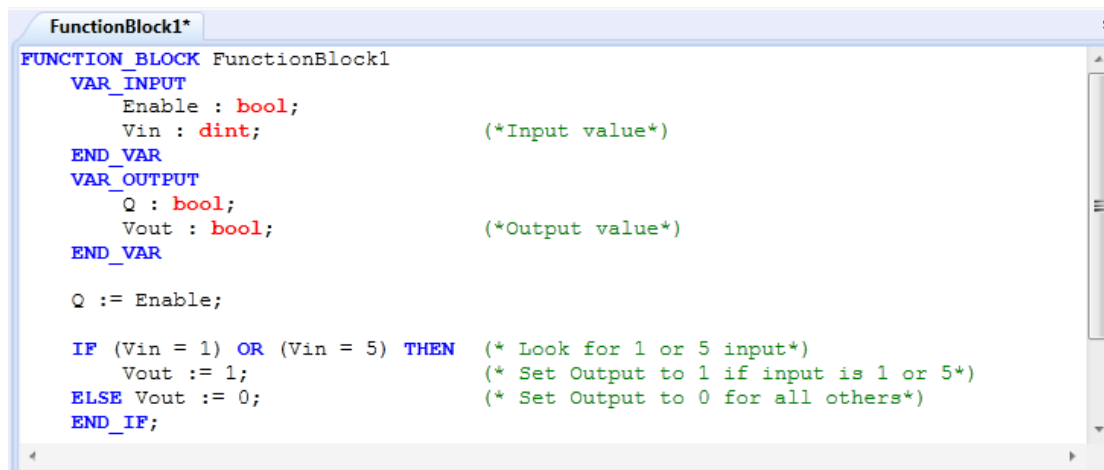 FunctionBlock1*
FUNCTION_BLOCK FunctionBlock1
VAR_INPUT
Enable : bool;
Vin : dint; (*Input value*)
END_VAR
VAR_OUTPUT
Q : bool;
Vout : bool; (*Output value*)
END_VAR
Q := Enable;
IF (Vin = 1) OR (Vin = 5) THEN (* Look for 1 or 5 input*)
Vout := 1; (* Set Output to 1 if input is 1 or 5*)
ELSE Vout := 0; (* Set Output to 0 for all others*)
END_IF;